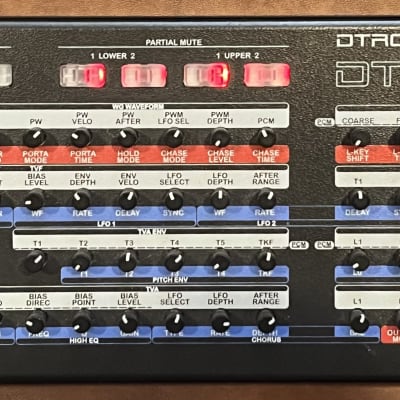 PARTIAL MUTE
DTRO
1 LOWER 2
1 UPPER 2
DT
WG WAVEFORM
PW
PW VELO
PW AFTER
PWM LFO SEL
PWM DEPTH
PCM
PCM
COARSE
PORTA MODE
PORTA TIME
HOLD MODE
CHASE MODE
CHASE LEVEL
CHASE TIME
L-KEY SHIFT
TVF
BIAS LEVEL
ENV DEPTH
ENV VELO
LFO SELECT
LFO DEPTH
AFTER RANGE
T1
WF
RATE
DELAY
SYNC
WF
RATE
DELAY
LFO 1
LFO 2
TVA ENV
T1
T2
T3
T4
T5
TKF
PCM
PCM
L1
T1
T2
T3
T4
TKF
L0
PITCH ENV
TVA
BIAS DIREC
BIAS POINT
BIAS LEVEL
LFO SELECT
LFO DEPTH
AFTER RANGE
L1
FREQ
GAIN
TYPE
RATE
DEPTH
BAL
HIGH EQ
CHORUS